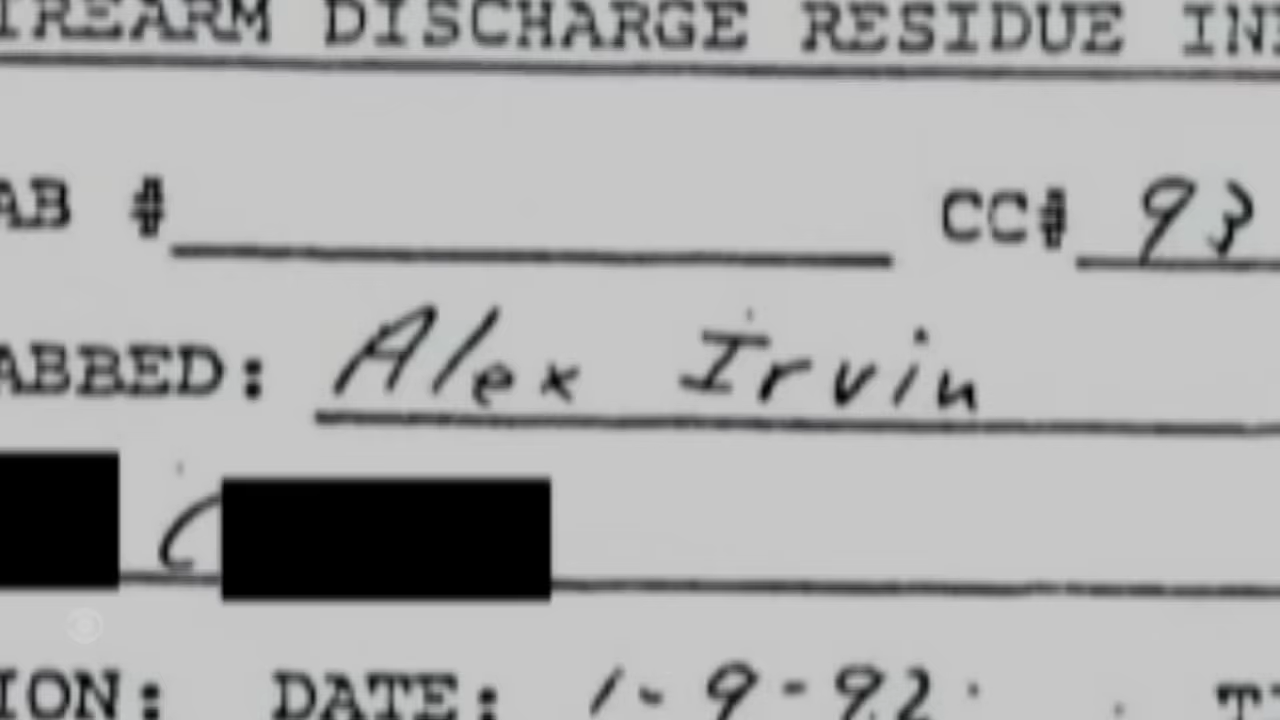 IREARM DISCHARGE RESIDUE IN
AB # CC# 93
ABBED: Alex Irvin
C
ION: DATE: 1-9-92